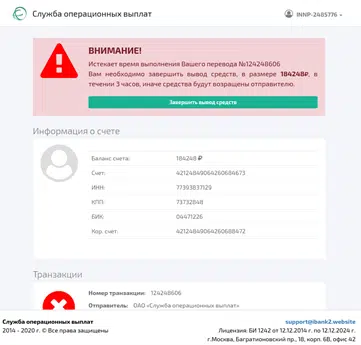 Служба операционных выплат
INNP-2485776
ВНИМАНИЕ!
Истекает время выполнения Вашего перевода №124248606
Вам необходимо завершить вывод средств, в размере 184248₽, в
течении 3 часов, иначе средства будут возращены отправителю.
Завершить вывод средств
Информация о счете
Баланс счета: 184248 ₽
Счет: 42124849064260684673
ИНН: 77393837129
КПП: 73732848
БИК: 04471226
Кор. счет: 42124849064260688472
Транзакции
Номер транзакции: 124248606
Отправитель: ОАО «Служба операционных выплат»
Служба операционных выплат
2014 - 2020 г. © Все права защищены
support@ibank2.website
Лицензия: БИ 1242 от 12.12.2014 г. по 12.12.2024 г.
г.Москва, Багратионовский пр., 18, корп. 6В, офис 42